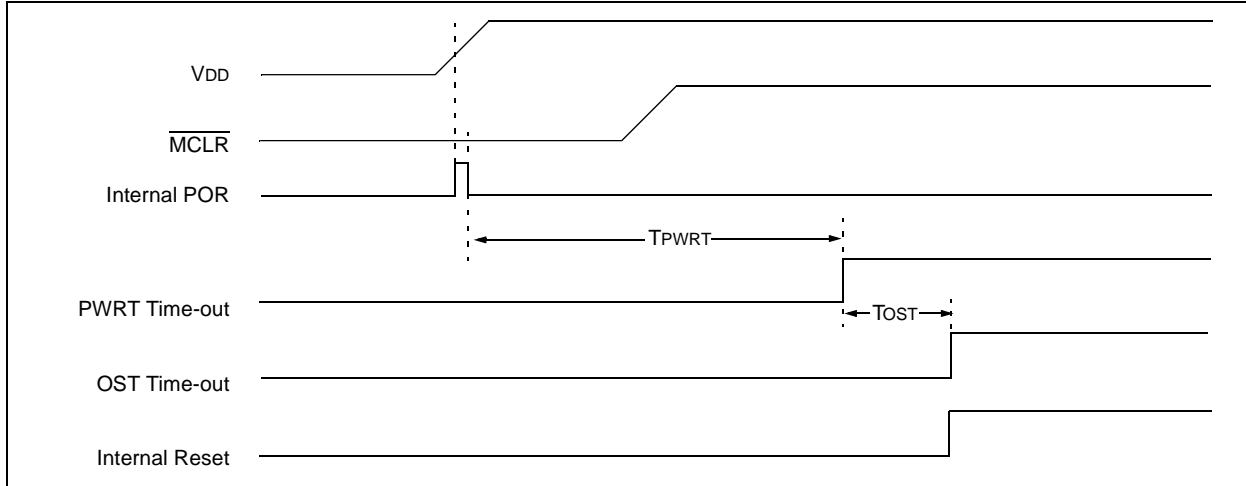 VDD
MCLR
Internal POR
TPWRT
PWRT Time-out
TOST
OST Time-out
Internal Reset